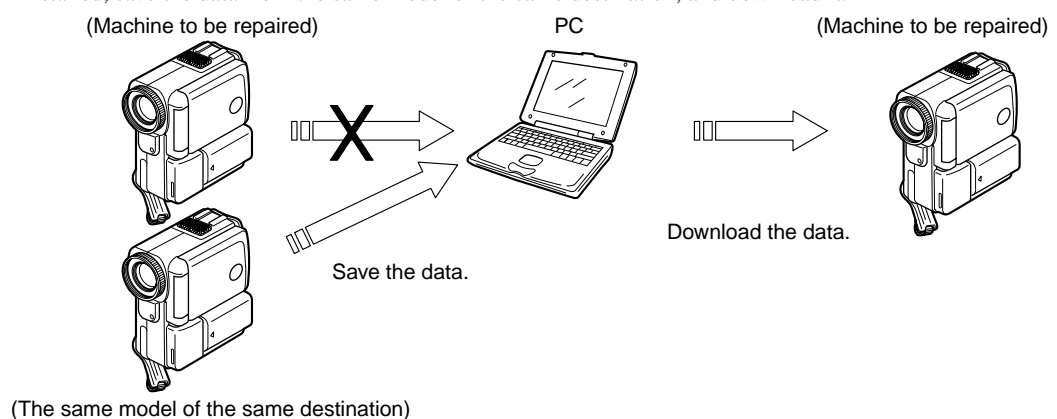 (Machine to be repaired)
PC
(Machine to be repaired)
X
Download the data.
Save the data.
(The same model of the same destination)